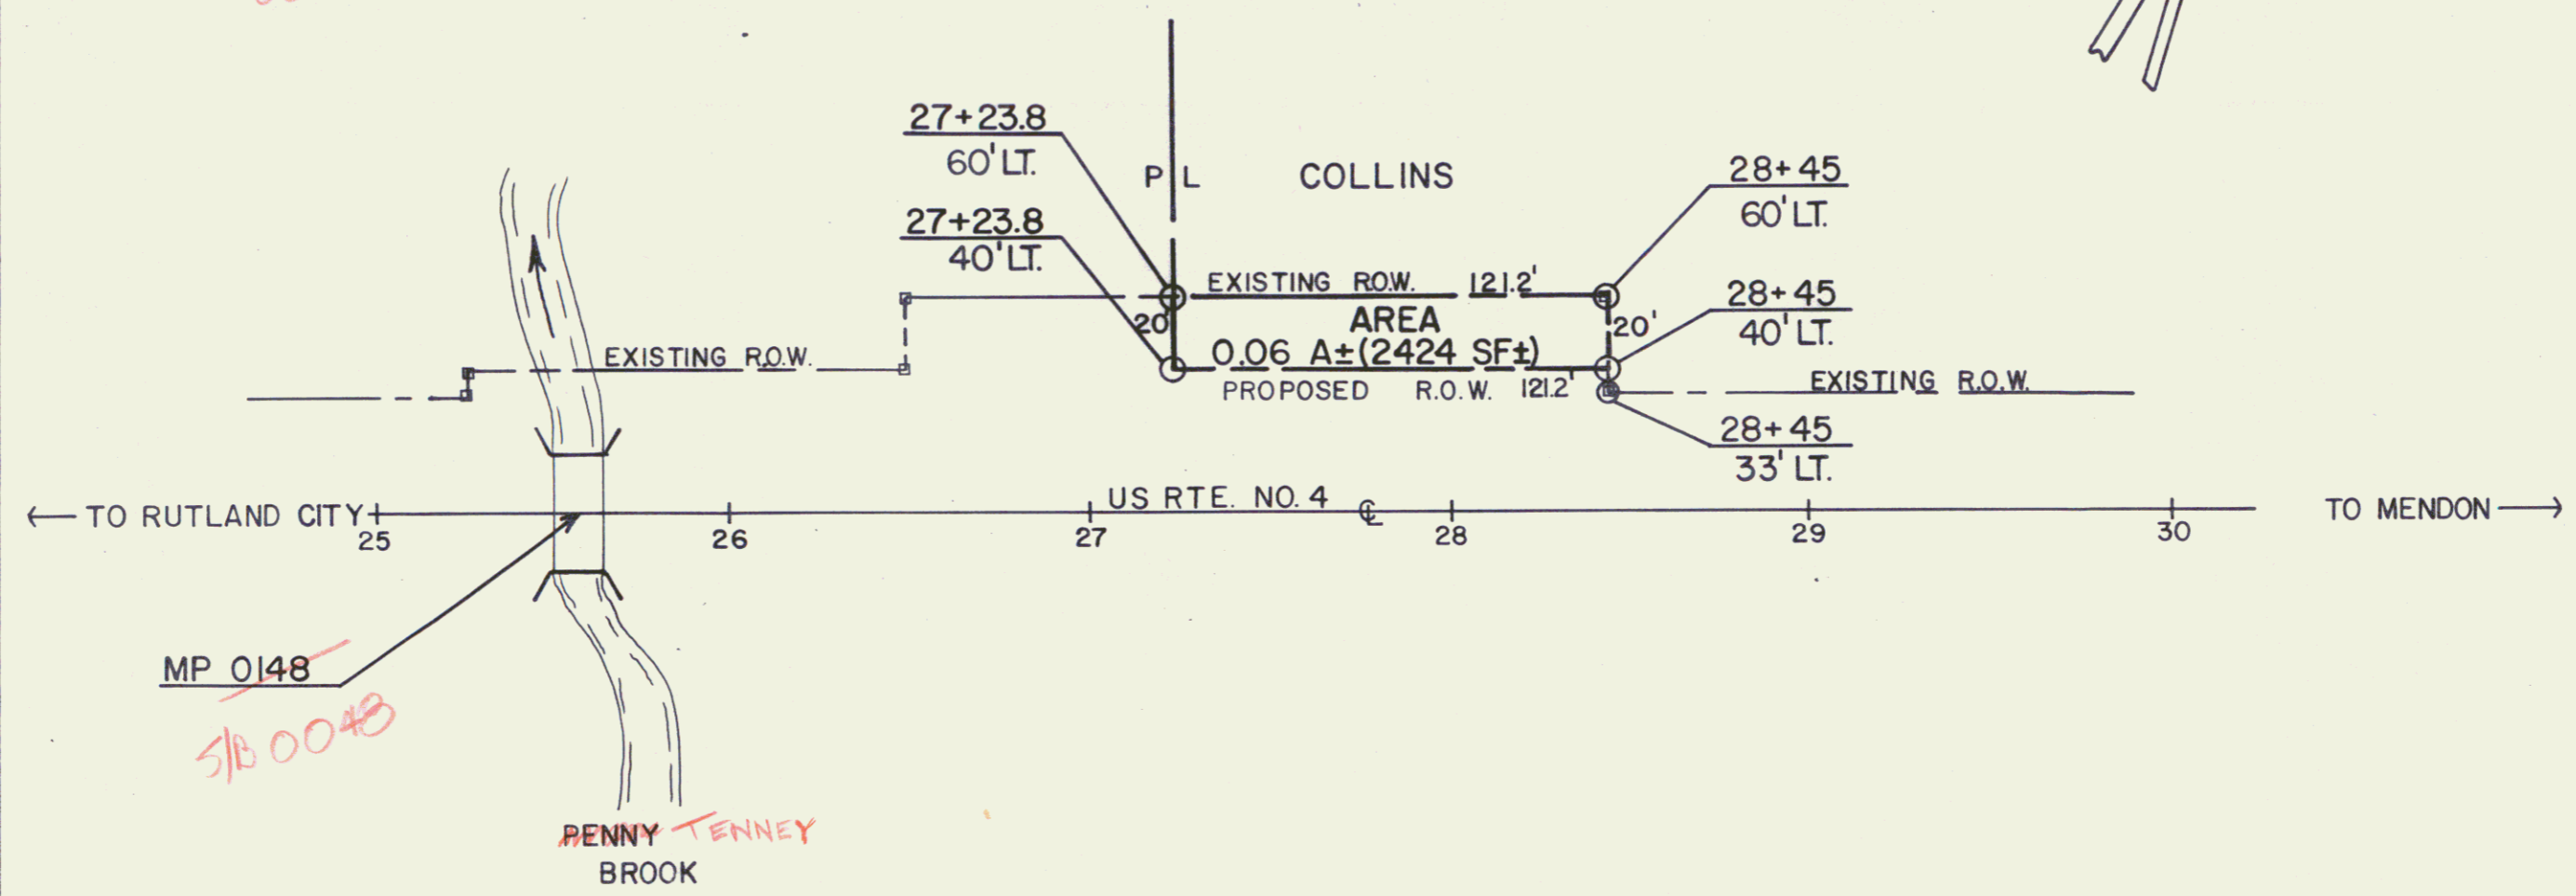 27+23.8
60' LT.
27+23.8
40' LT.
P L
COLLINS
28+45
60' LT.
28+45
40' LT.
EXISTING R.O.W. 121.2'
20'
AREA
20'
0.06 A±(2424 SF±)
PROPOSED R.O.W. 121.2'
EXISTING R.O.W.
EXISTING R.O.W.
28+45
33' LT.
US RTE. NO. 4
℄
← TO RUTLAND CITY
TO MENDON →
25 26 27 28 29 30
MP 0148
S/B 0048
PENNY TENNEY
BROOK